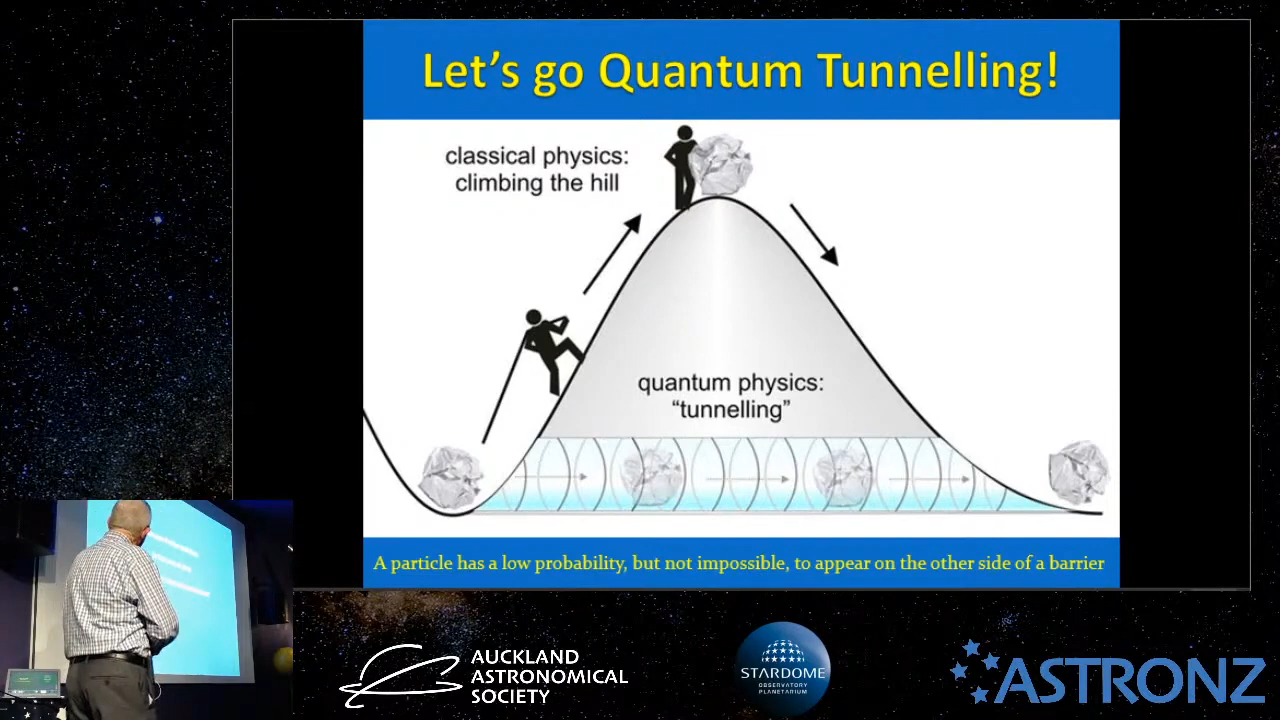 Let's go Quantum Tunnelling!
classical physics:
climbing the hill
quantum physics:
“tunnelling”
A particle has a low probability, but not impossible, to appear on the other side of a barrier
AUCKLAND
ASTRONOMICAL
SOCIETY
STARDOME
OBSERVATORY
PLANETARIUM
ASTRONZ